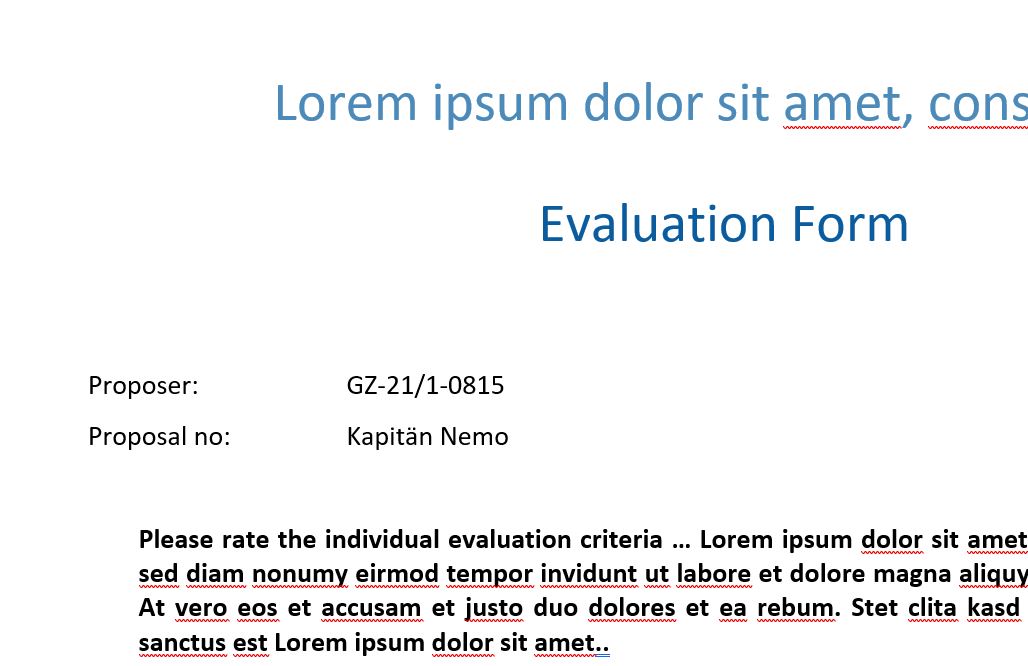 Lorem ipsum dolor sit amet, cons
Evaluation Form
Proposer: GZ-21/1-0815
Proposal no: Kapitän Nemo
Please rate the individual evaluation criteria … Lorem ipsum dolor sit amet
sed diam nonumy eirmod tempor invidunt ut labore et dolore magna aliquy
At vero eos et accusam et justo duo dolores et ea rebum. Stet clita kasd
sanctus est Lorem ipsum dolor sit amet..